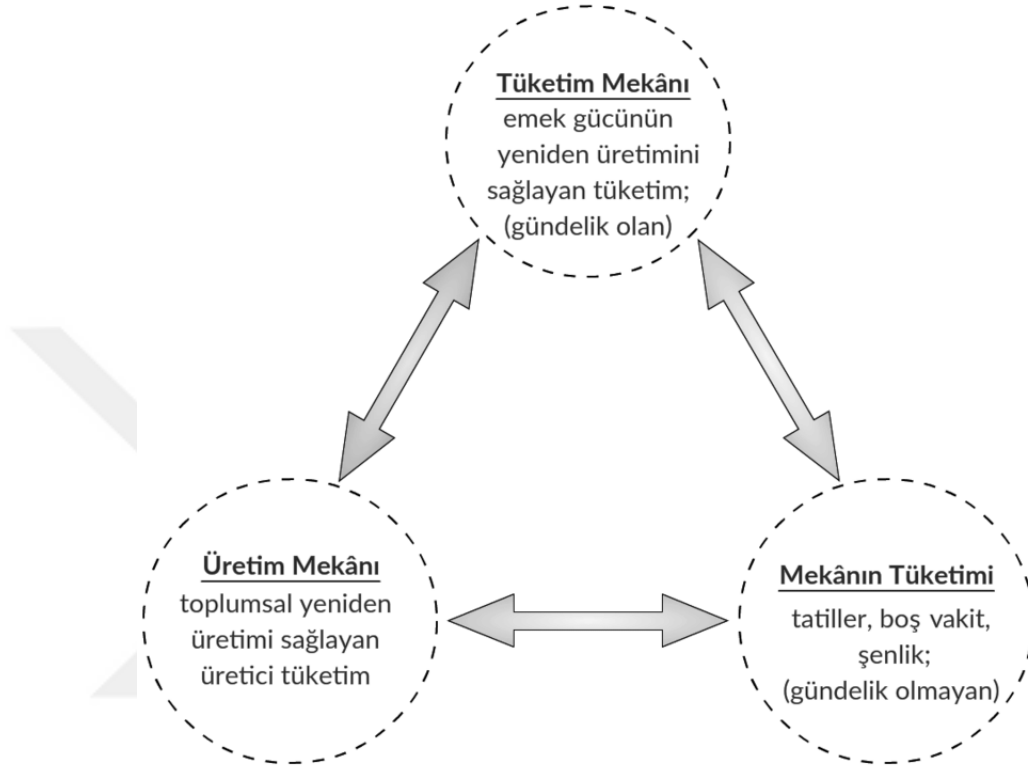 Tüketim Mekânı
emek gücünün
yeniden üretimini
sağlayan tüketim;
(gündelik olan)
Üretim Mekânı
toplumsal yeniden
üretimi sağlayan
üretici tüketim
Mekânın Tüketimi
tatiller, boş vakit,
şenlik;
(gündelik olmayan)